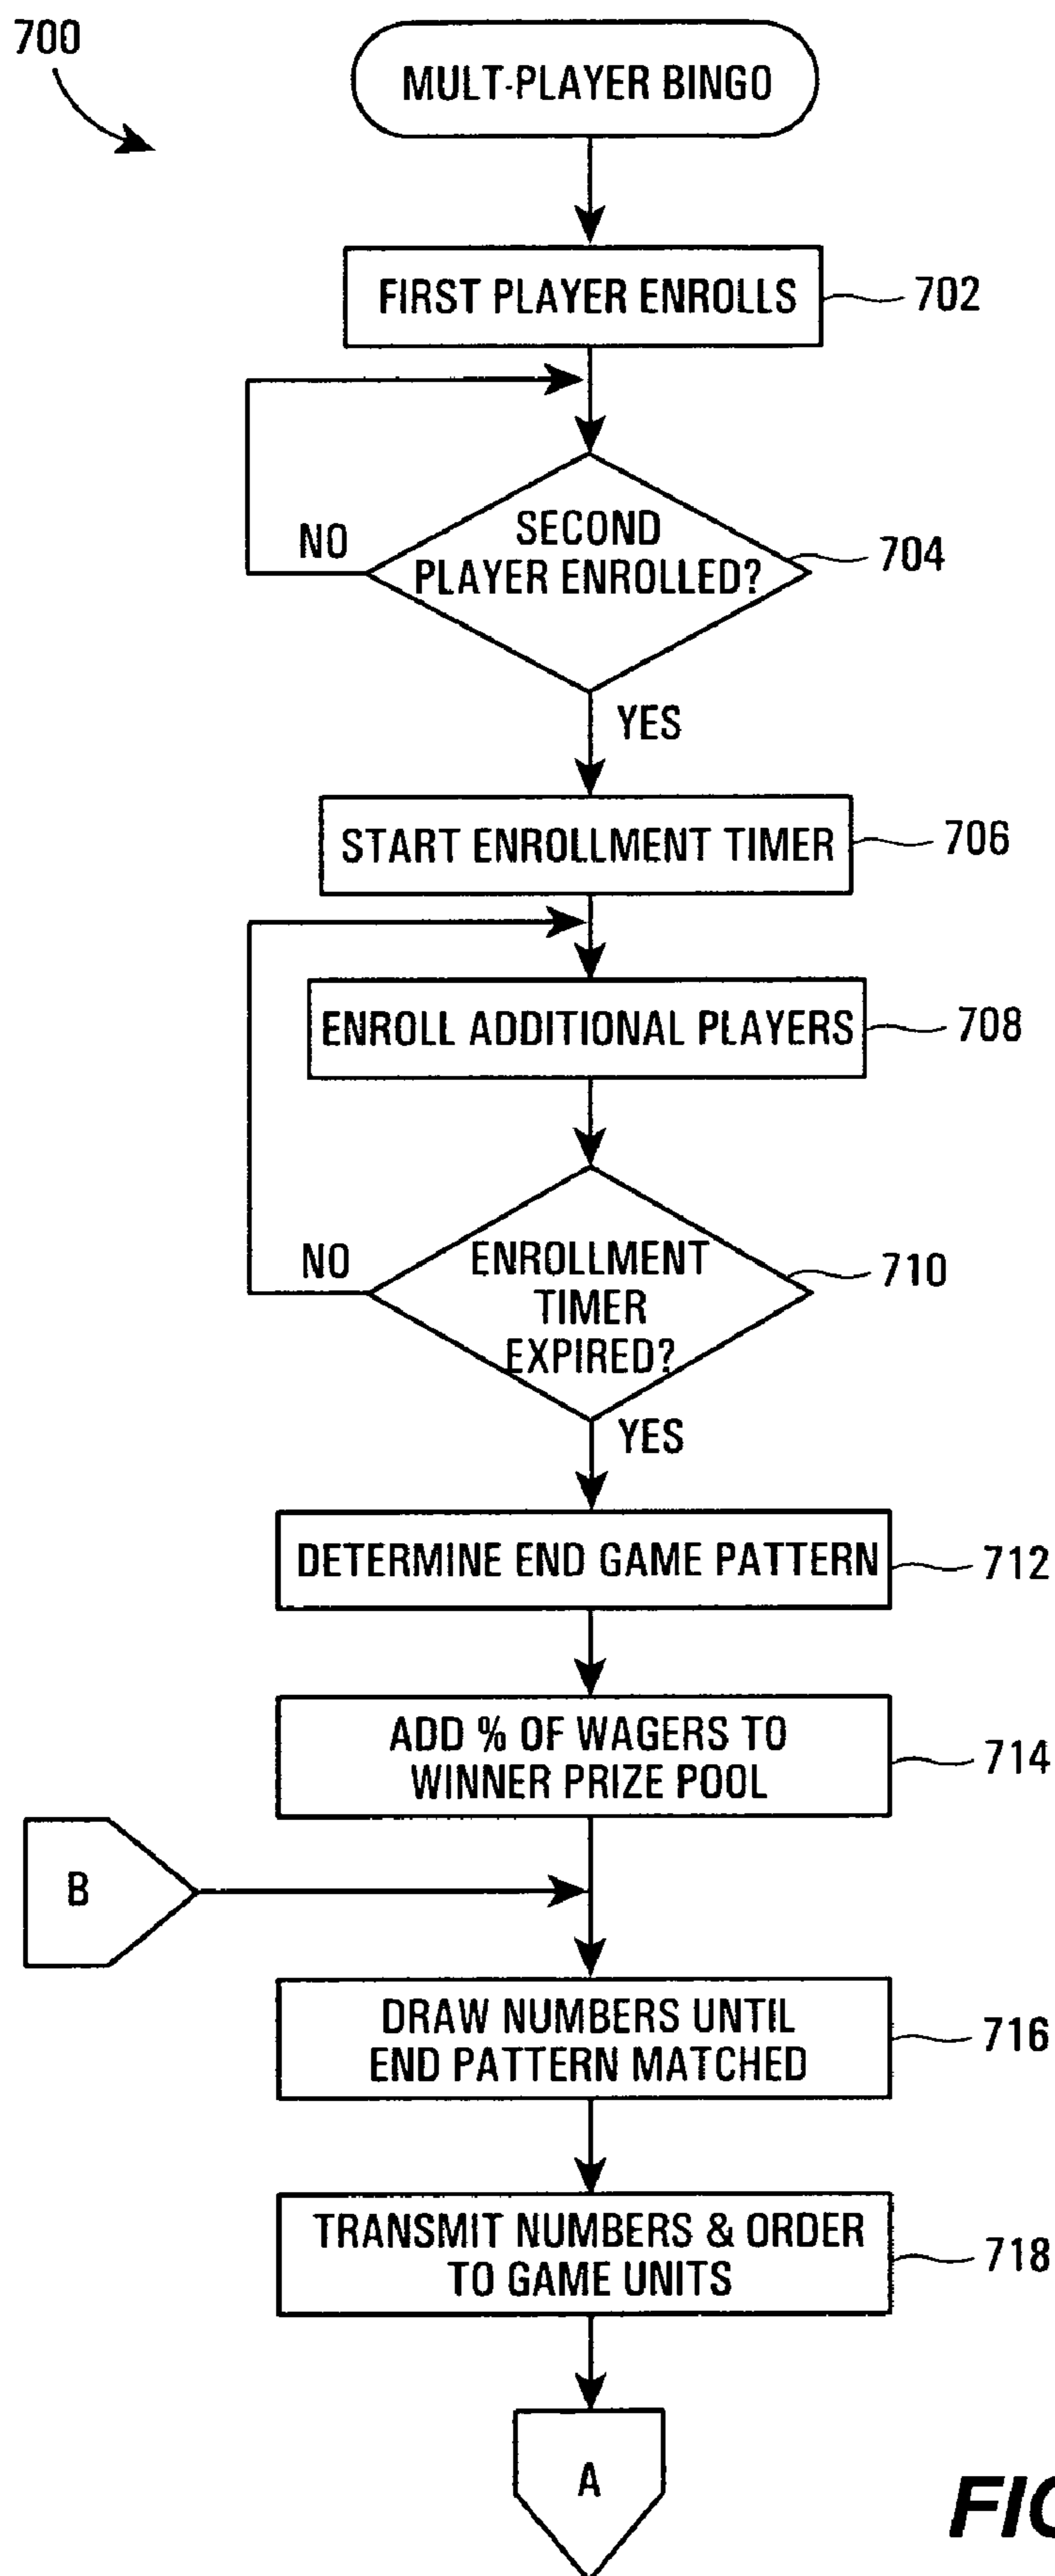 700
MULT-PLAYER BINGO
FIRST PLAYER ENROLLS
702
SECOND
PLAYER ENROLLED?
704
NO
YES
START ENROLLMENT TIMER
706
ENROLL ADDITIONAL PLAYERS
708
ENROLLMENT
TIMER
EXPIRED?
710
NO
YES
DETERMINE END GAME PATTERN
712
ADD % OF WAGERS TO
WINNER PRIZE POOL
714
B
DRAW NUMBERS UNTIL
END PATTERN MATCHED
716
TRANSMIT NUMBERS & ORDER
TO GAME UNITS
718
A